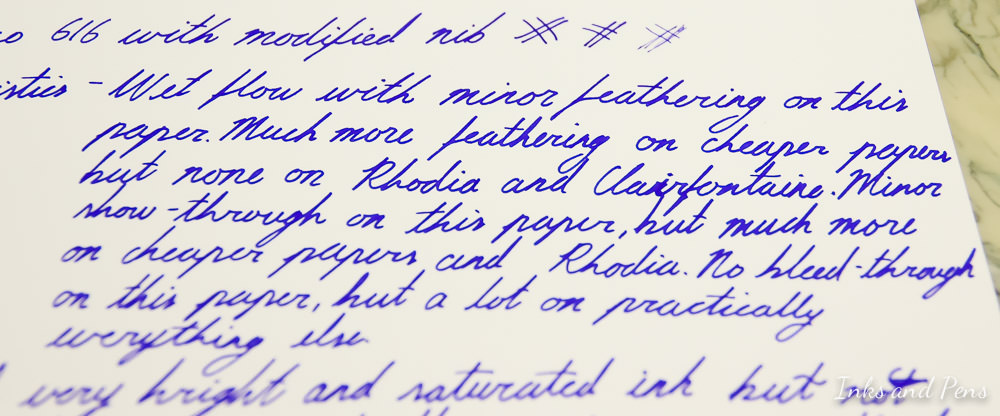 616 with modified nib
- Wet flow with minor feathering on this
paper. Much more feathering on cheaper papers
but none on Rhodia and Clairfontaine. Minor
show-through on this paper, but much more
on cheaper papers and Rhodia. No bleed-through
on this paper, but a lot on practically
everything else
very bright and saturated ink but
Inks and Pens